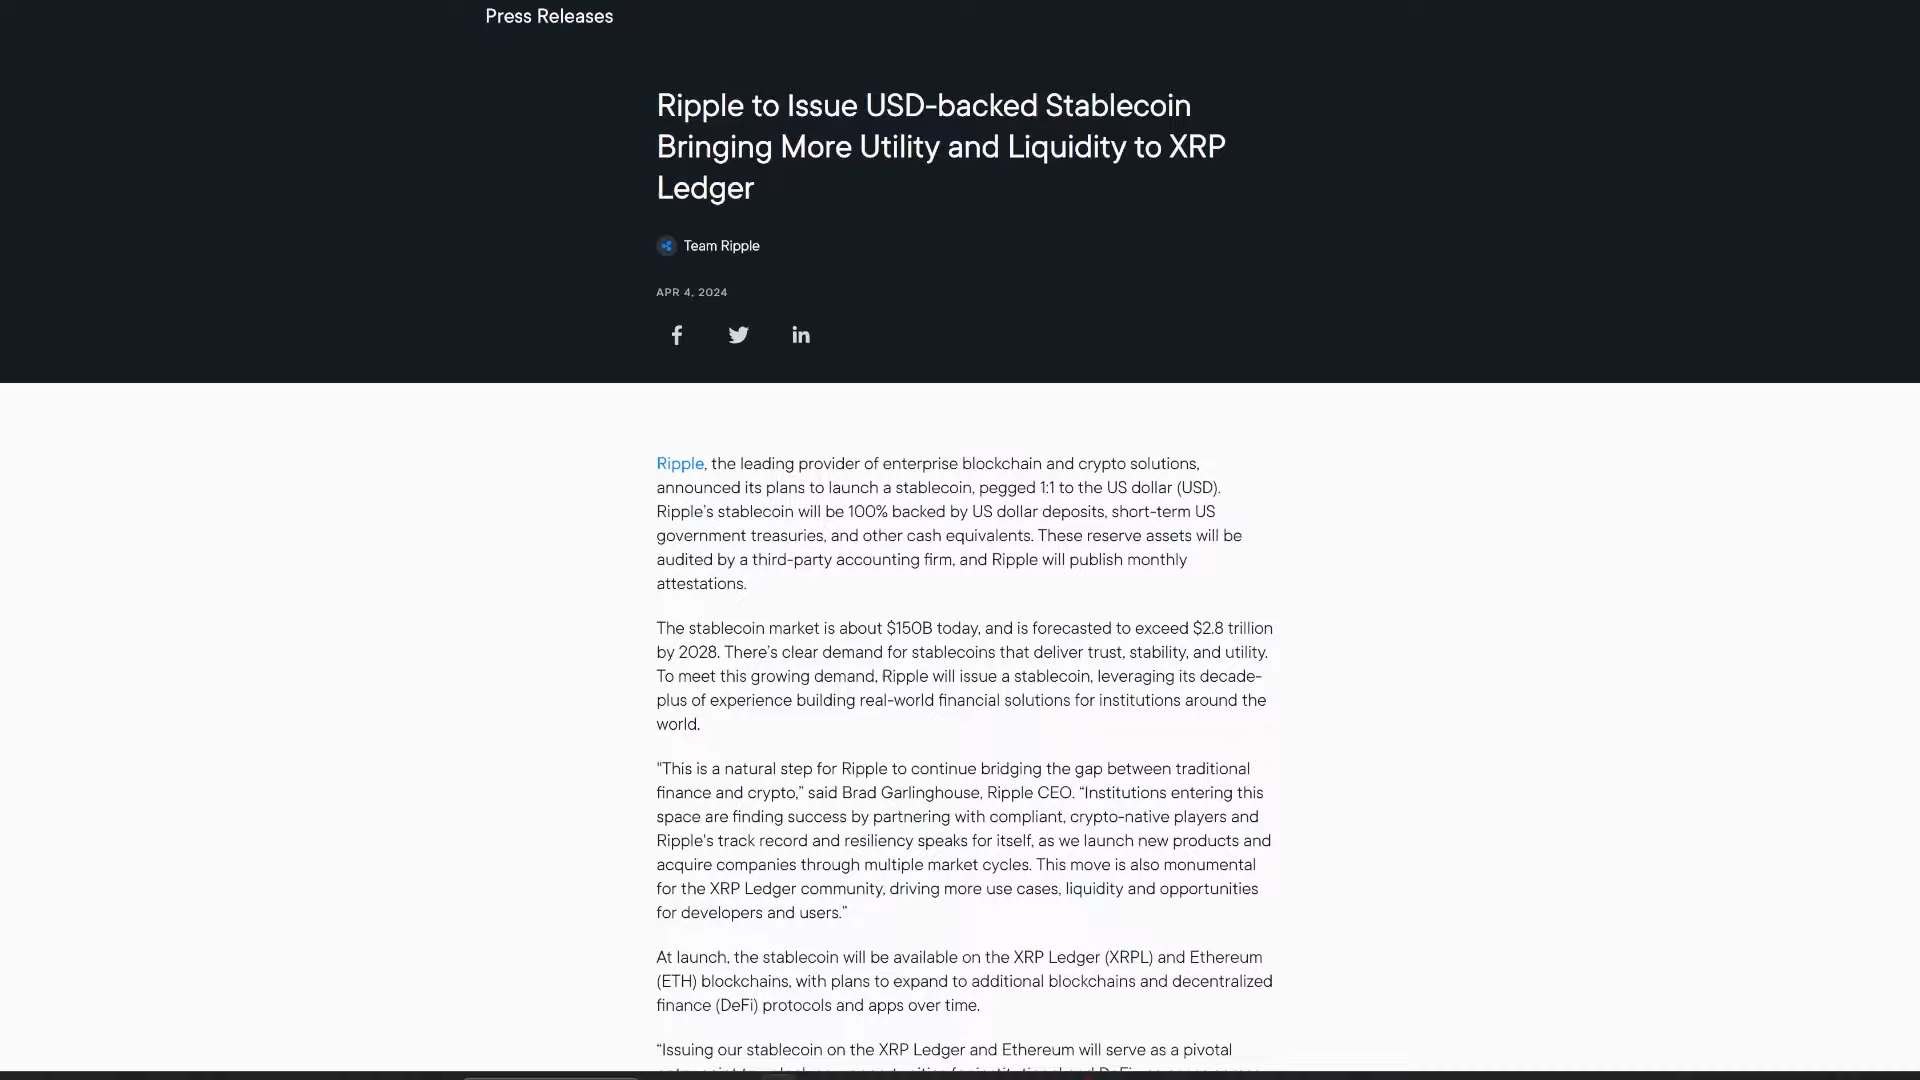 Press Releases
Ripple to Issue USD-backed Stablecoin
Bringing More Utility and Liquidity to XRP
Ledger
Team Ripple
APR 4, 2024
Ripple, the leading provider of enterprise blockchain and crypto solutions,
announced its plans to launch a stablecoin, pegged 1:1 to the US dollar (USD).
Ripple's stablecoin will be 100% backed by US dollar deposits, short-term US
government treasuries, and other cash equivalents. These reserve assets will be
audited by a third-party accounting firm, and Ripple will publish monthly
attestations.
The stablecoin market is about $150B today, and is forecasted to exceed $2.8 trillion
by 2028. There's clear demand for stablecoins that deliver trust, stability, and utility.
To meet this growing demand, Ripple will issue a stablecoin, leveraging its decade-
plus of experience building real-world financial solutions for institutions around the
world.
"This is a natural step for Ripple to continue bridging the gap between traditional
finance and crypto,” said Brad Garlinghouse, Ripple CEO. “Institutions entering this
space are finding success by partnering with compliant, crypto-native players and
Ripple's track record and resiliency speaks for itself, as we launch new products and
acquire companies through multiple market cycles. This move is also monumental
for the XRP Ledger community, driving more use cases, liquidity and opportunities
for developers and users.”
At launch, the stablecoin will be available on the XRP Ledger (XRPL) and Ethereum
(ETH) blockchains, with plans to expand to additional blockchains and decentralized
finance (DeFi) protocols and apps over time.
“Issuing our stablecoin on the XRP Ledger and Ethereum will serve as a pivotal